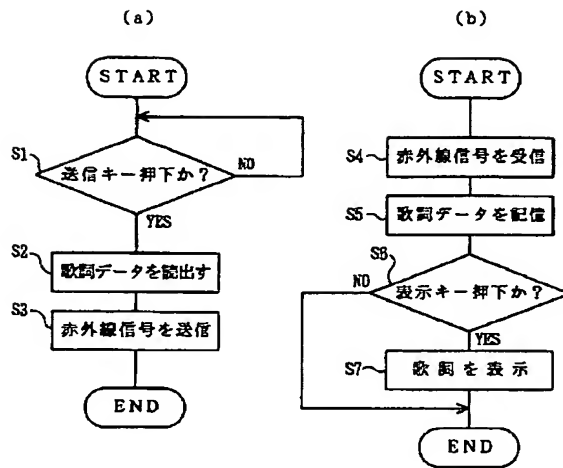 (a)
START
S1
送信キー押下か?
NO
YES
S2
歌詞データを読出す
S3
赤外線信号を送信
END
(b)
START
S4
赤外線信号を受信
S5
歌詞データを記信
S6
NO
表示キー押下か?
YES
S7
歌詞を表示
END